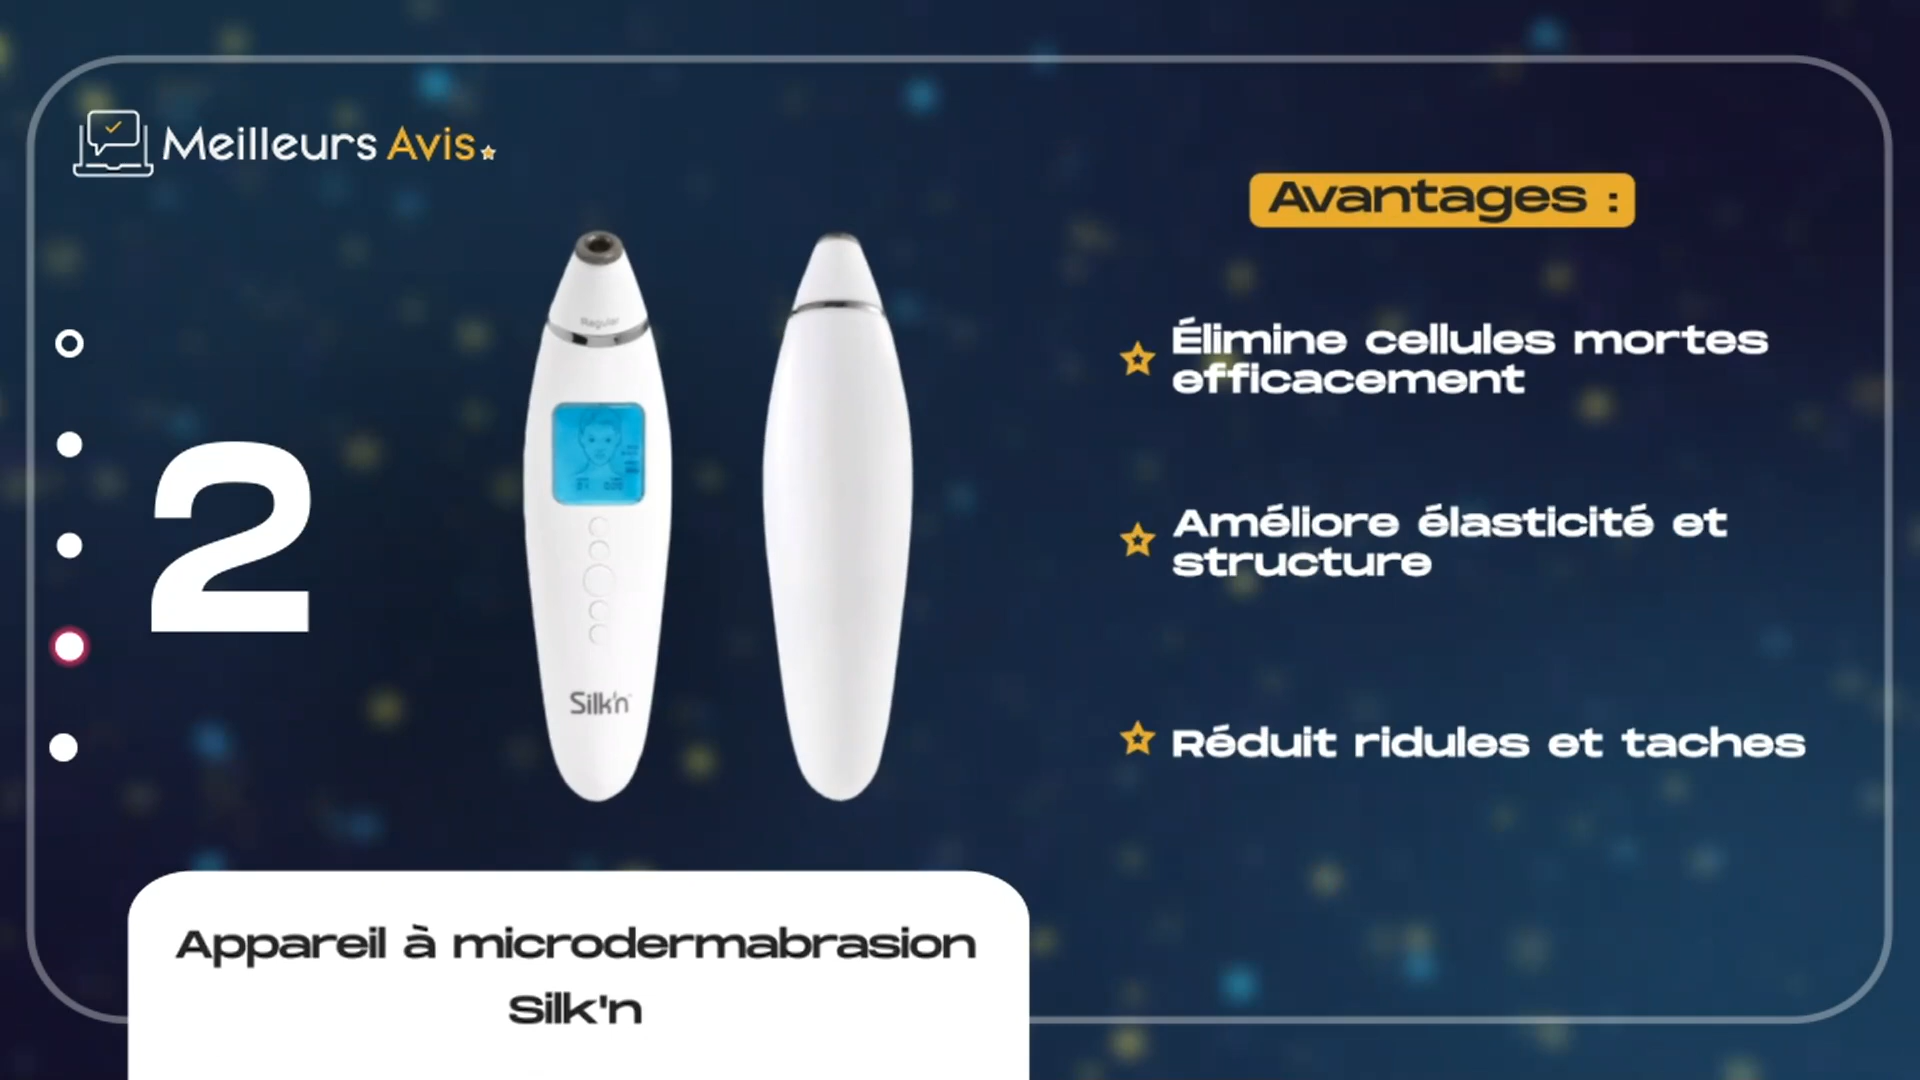 Meilleurs Avis
Avantages :
Élimine cellules mortes
efficacement
Améliore élasticité et
structure
Réduit ridules et taches
2
Regular
Silk'n
Appareil à microdermabrasion
Silk'n